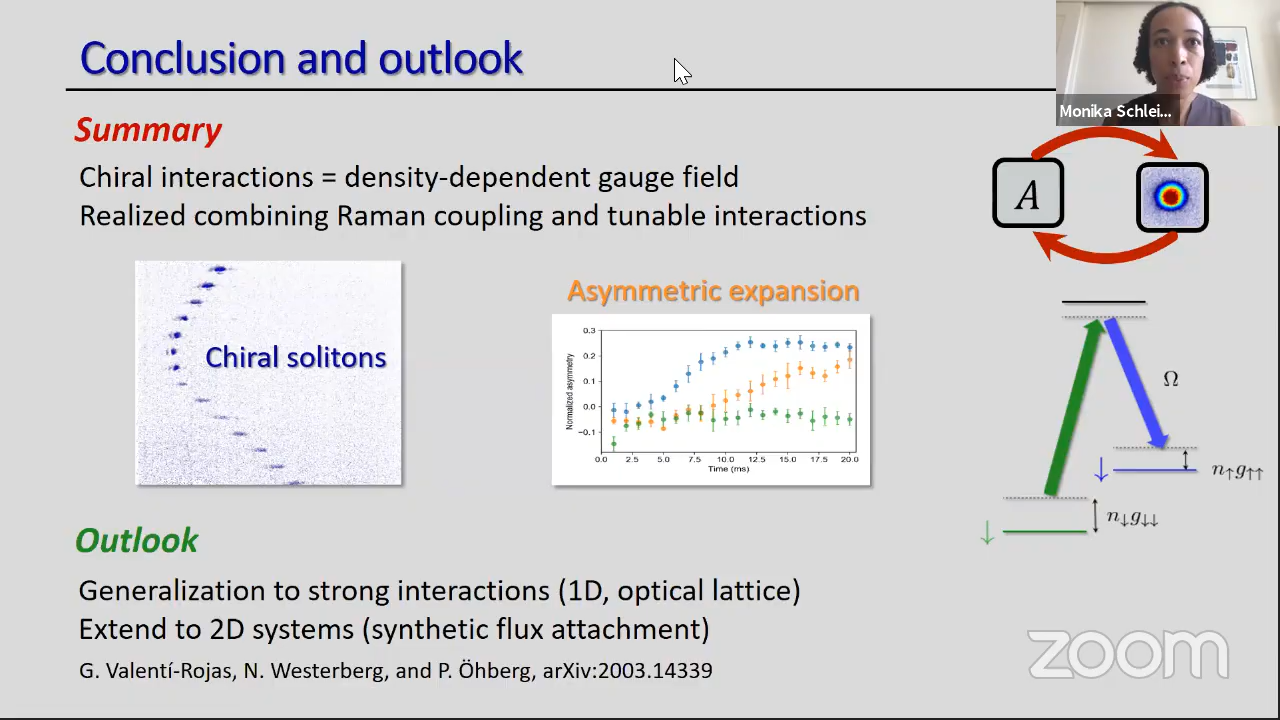 Conclusion and outlook
Monika Schlei...
Summary
Chiral interactions = density-dependent gauge field
Realized combining Raman coupling and tunable interactions
A
Chiral solitons
Asymmetric expansion
Normalized asymmetry
0.3
0.2
0.1
0.0
−0.1
0.0 2.5 5.0 7.5 10.0 12.5 15.0 17.5 20.0
Time (ms)
Ω
↓ n↑g↑↑
↓ n↓g↓↓
Outlook
Generalization to strong interactions (1D, optical lattice)
Extend to 2D systems (synthetic flux attachment)
G. Valentí-Rojas, N. Westerberg, and P. Öhberg, arXiv:2003.14339
zoom